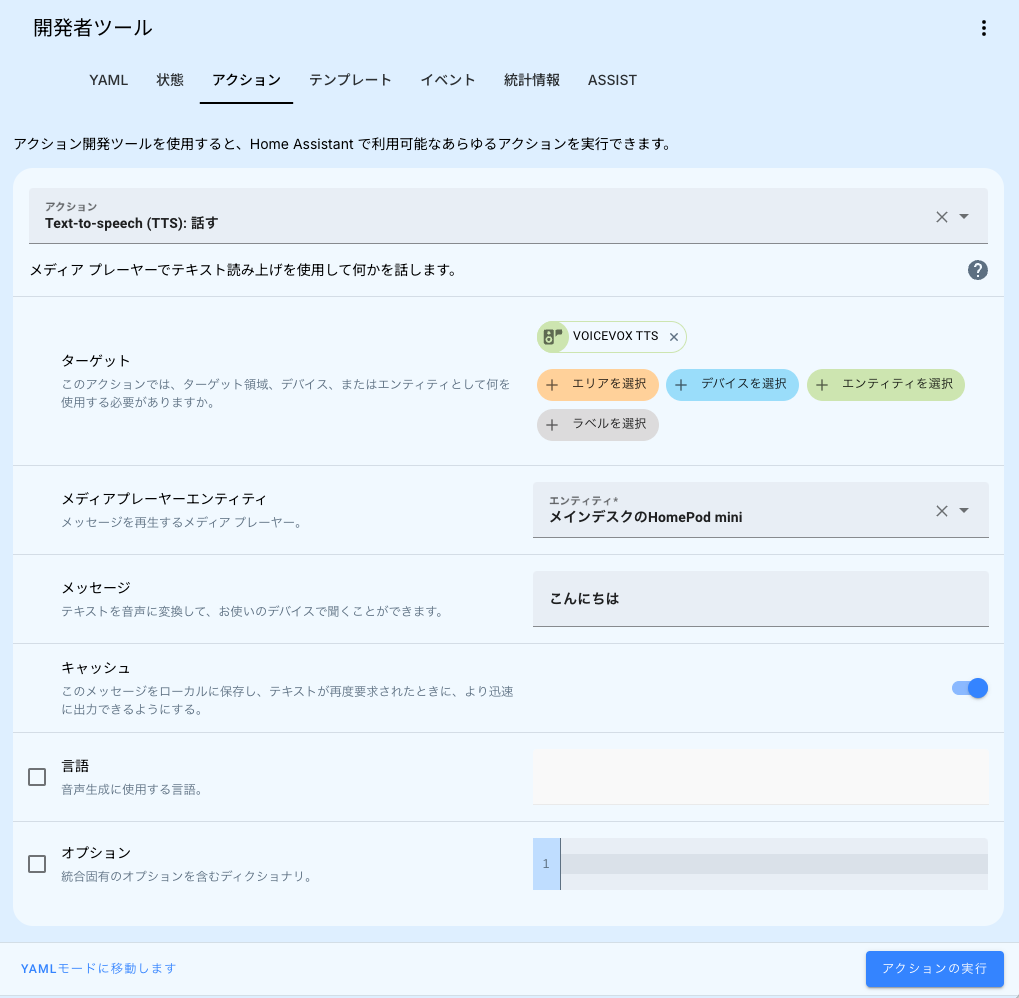 開発者ツール
YAML 状態 アクション テンプレート イベント 統計情報 ASSIST
アクション開発ツールを使用すると、Home Assistant で利用可能なあらゆるアクションを実行できます。
アクション
Text-to-speech (TTS): 話す
メディア プレーヤーでテキスト読み上げを使用して何かを話します。
ターゲット
このアクションでは、ターゲット領域、デバイス、またはエンティティとして何を
使用する必要がありますか。
VOICEVOX TTS
エリアを選択 デバイスを選択 エンティティを選択
ラベルを選択
メディアプレーヤーエンティティ
メッセージを再生するメディア プレーヤー。
エンティティ*
メインデスクのHomePod mini
メッセージ
テキストを音声に変換して、お使いのデバイスで聞くことができます。
こんにちは
キャッシュ
このメッセージをローカルに保存し、テキストが再度要求されたときに、より迅速
に出力できるようにする。
言語
音声生成に使用する言語。
オプション
統合固有のオプションを含むディクショナリ。
1
YAMLモードに移動します
アクションの実行